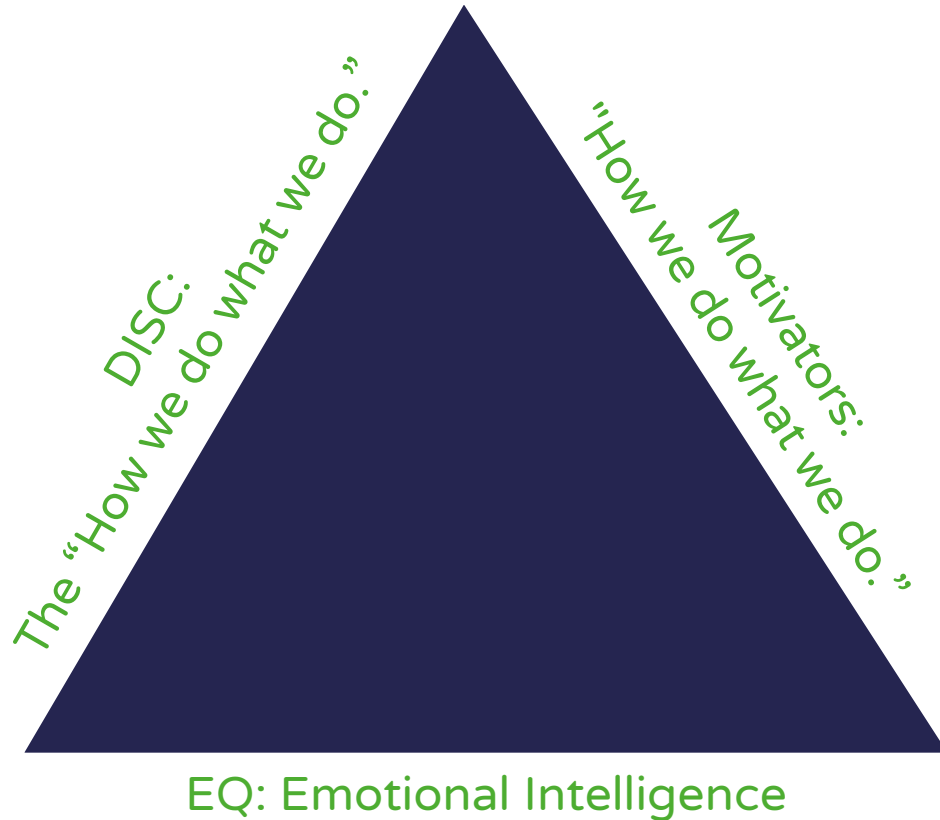 DISC:
The “How we do what we do.”
Motivators:
"How we do what we do.”
EQ: Emotional Intelligence